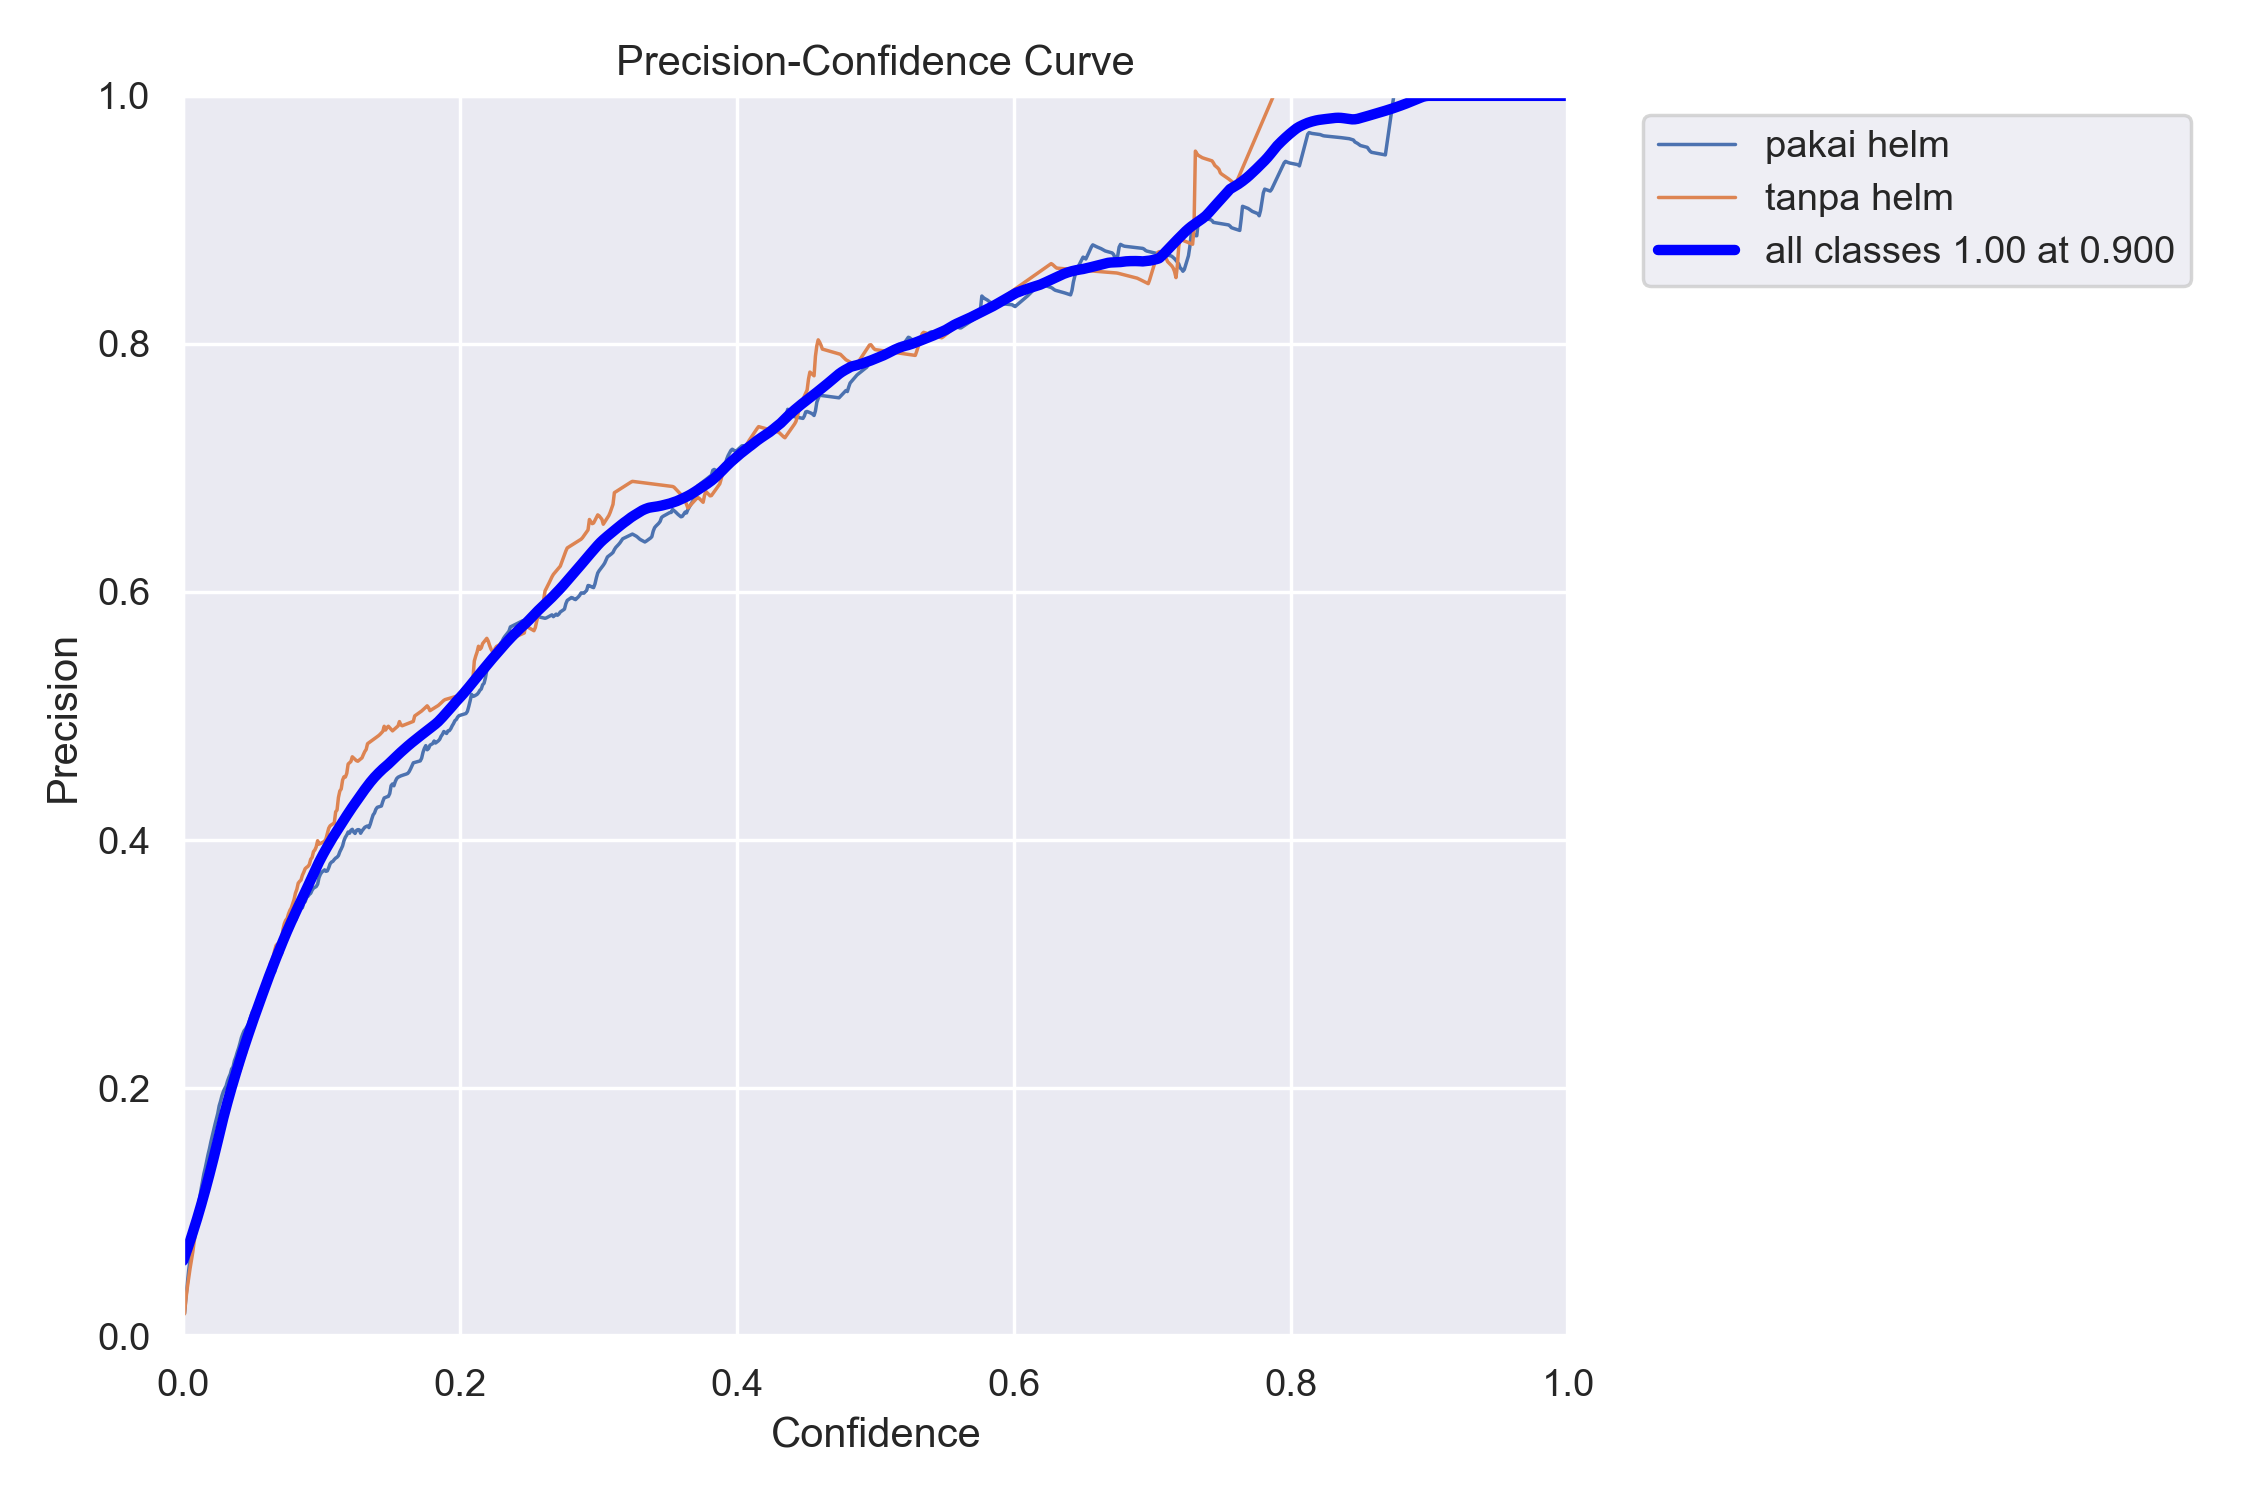 Precision-Confidence Curve
1.0
0.8
0.6
0.4
0.2
0.0
Precision
0.0 0.2 0.4 0.6 0.8 1.0
Confidence
pakai helm
tanpa helm
all classes 1.00 at 0.900